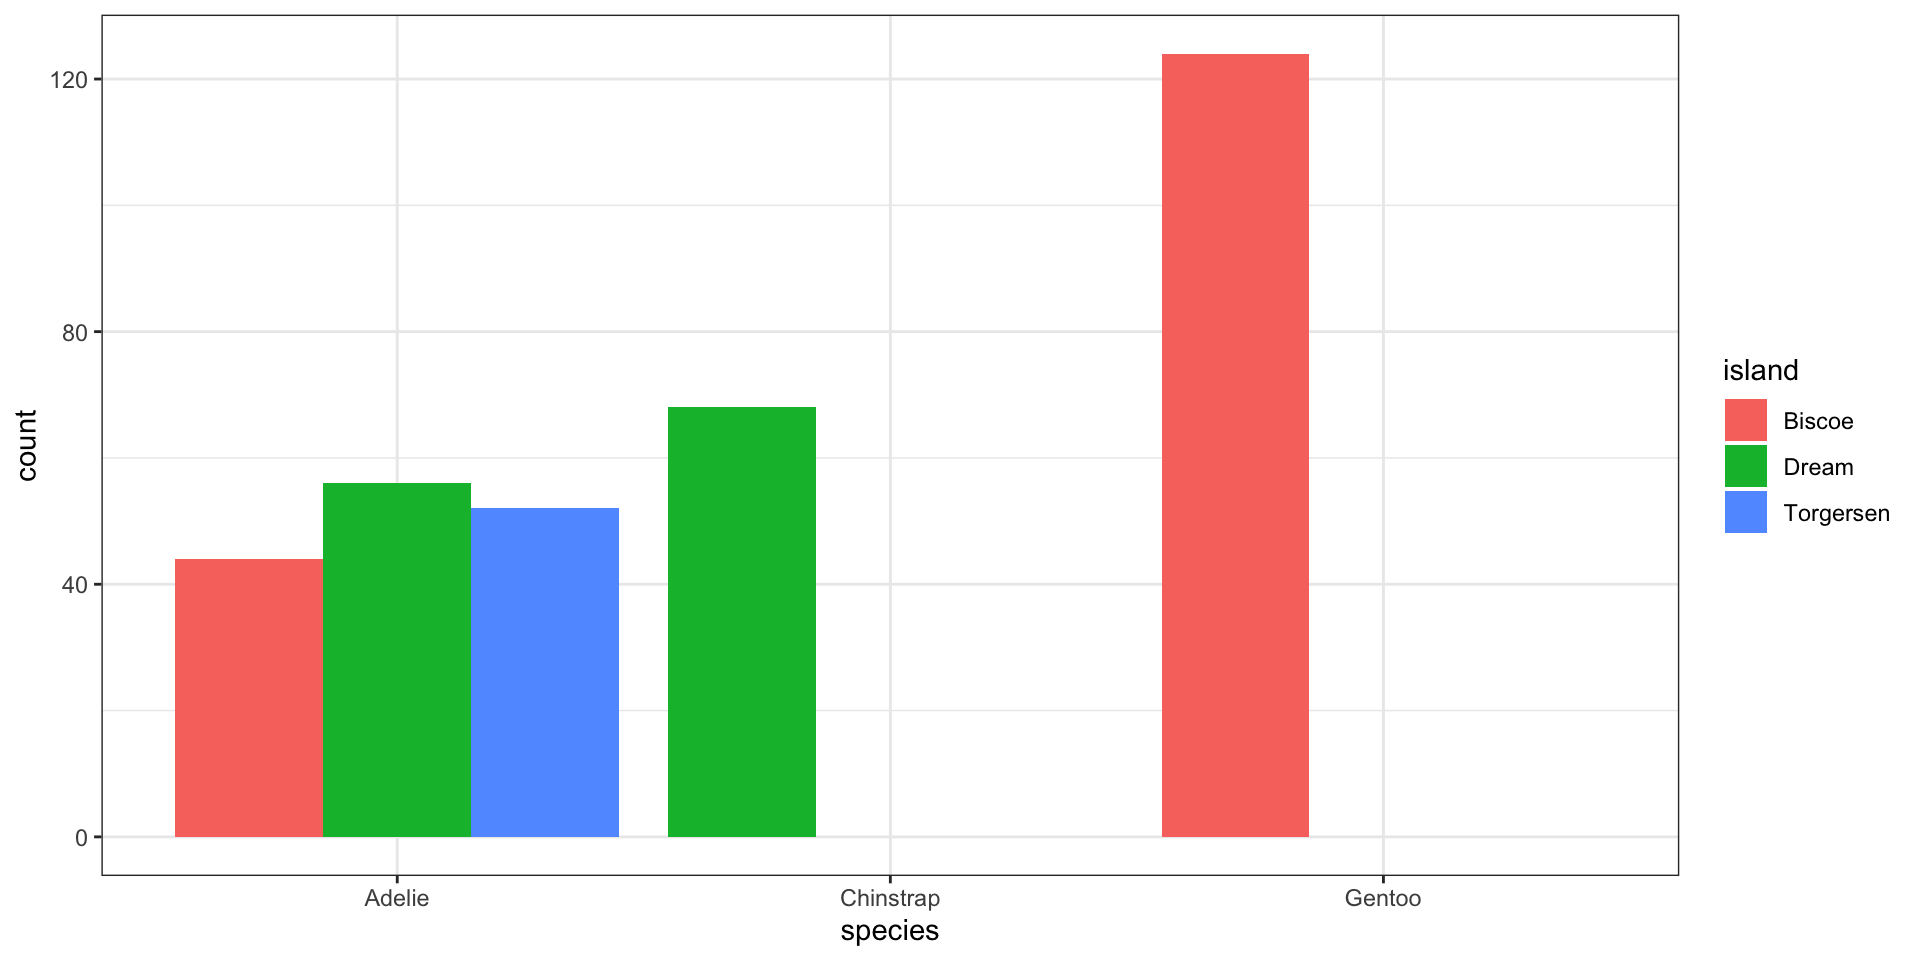 120
80
40
0
count
Adelie
Chinstrap
Gentoo
species
island
Biscoe
Dream
Torgersen